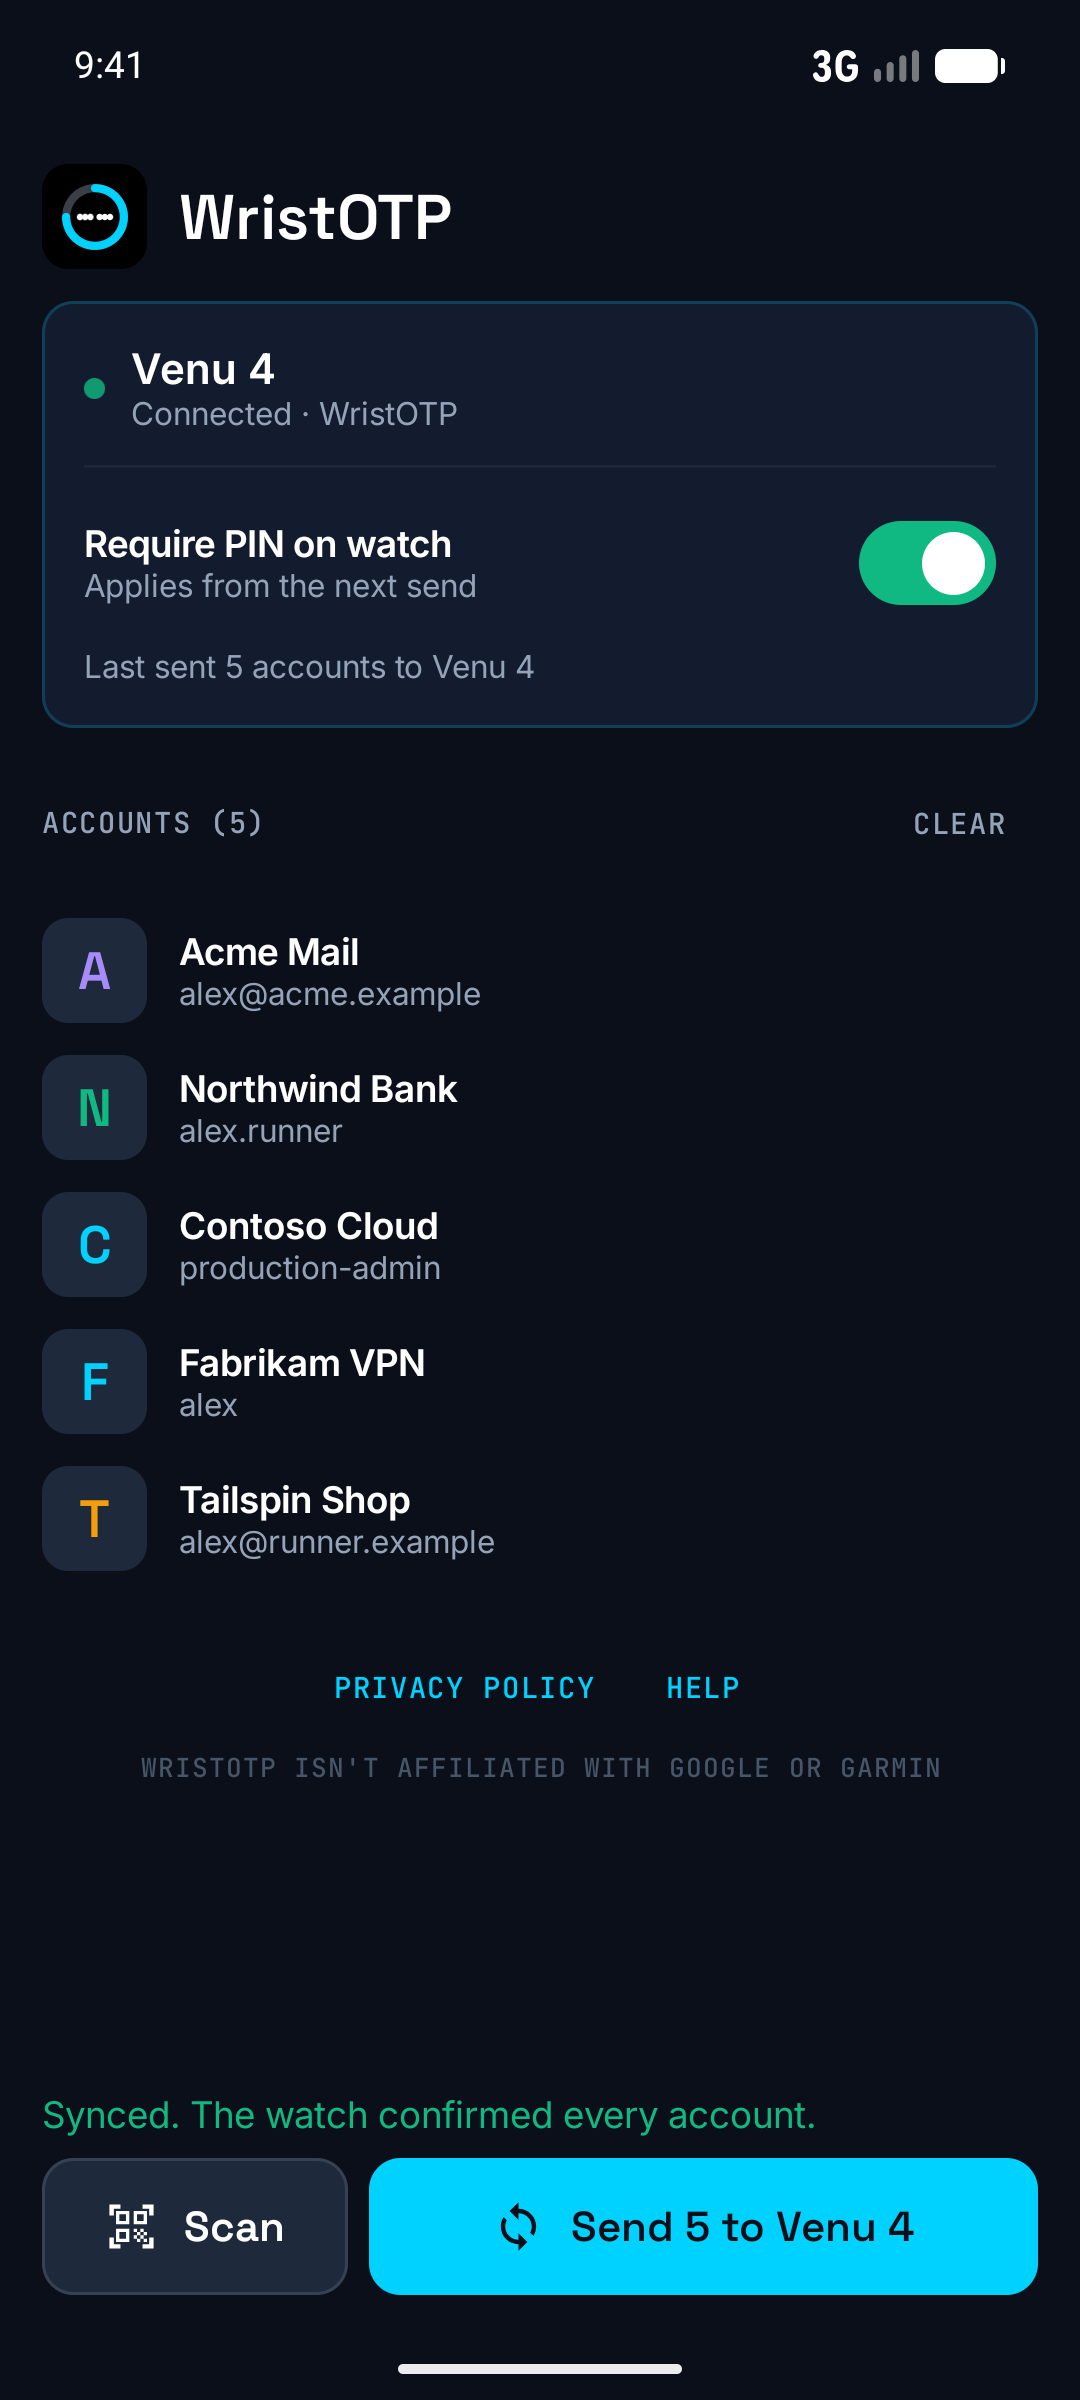 9:41
3G
WristOTP
Venu 4
Connected · WristOTP
Require PIN on watch
Applies from the next send
Last sent 5 accounts to Venu 4
ACCOUNTS (5)
CLEAR
A
Acme Mail
alex@acme.example
N
Northwind Bank
alex.runner
C
Contoso Cloud
production-admin
F
Fabrikam VPN
alex
T
Tailspin Shop
alex@runner.example
PRIVACY POLICY
HELP
WRISTOTP ISN'T AFFILIATED WITH GOOGLE OR GARMIN
Synced. The watch confirmed every account.
Scan
Send 5 to Venu 4